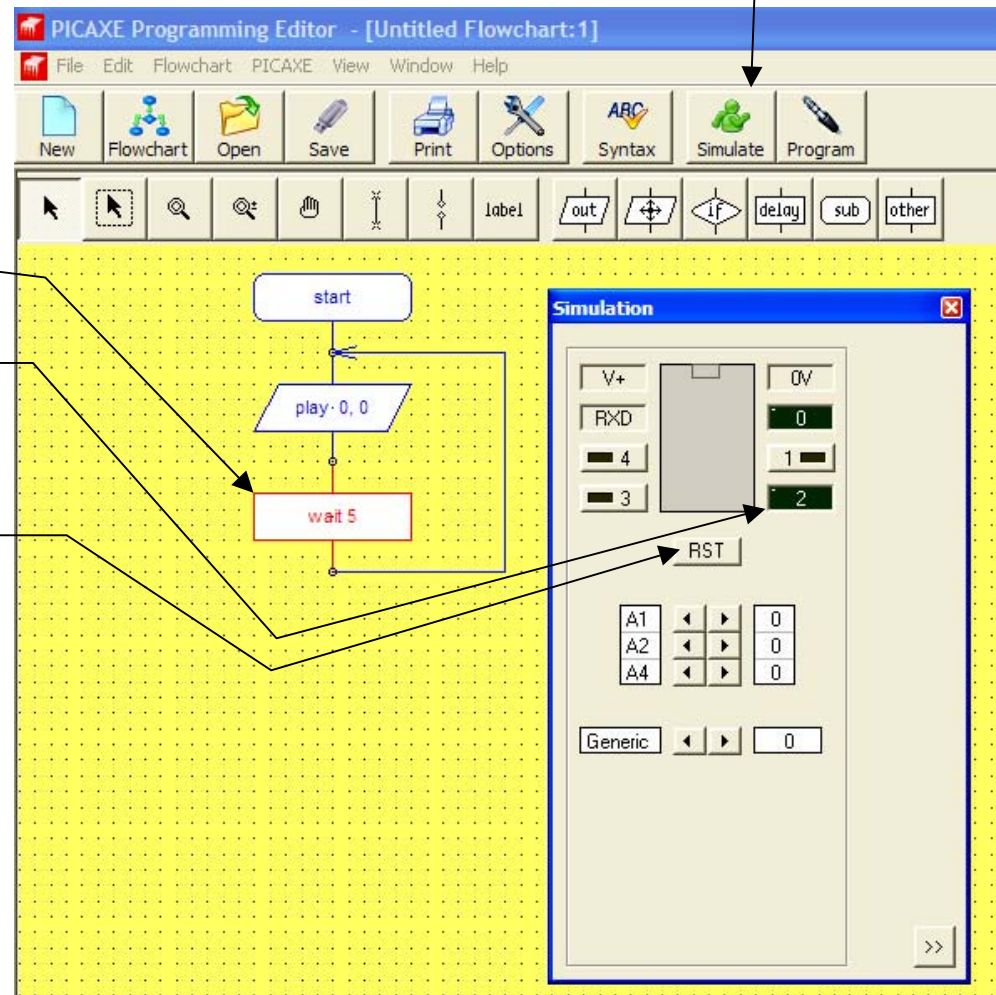 PICAXE Programming Editor - [Untitled Flowchart:1]
File Edit Flowchart PICAXE View Window Help
ABC
New Flowchart Open Save Print Options Syntax Simulate Program
label out if delay sub other
start
play 0, 0
wait 5
Simulation
V+ 0V
RXD 0
4 1
3 2
RST
A1 0
A2 0
A4 0
Generic 0
>>